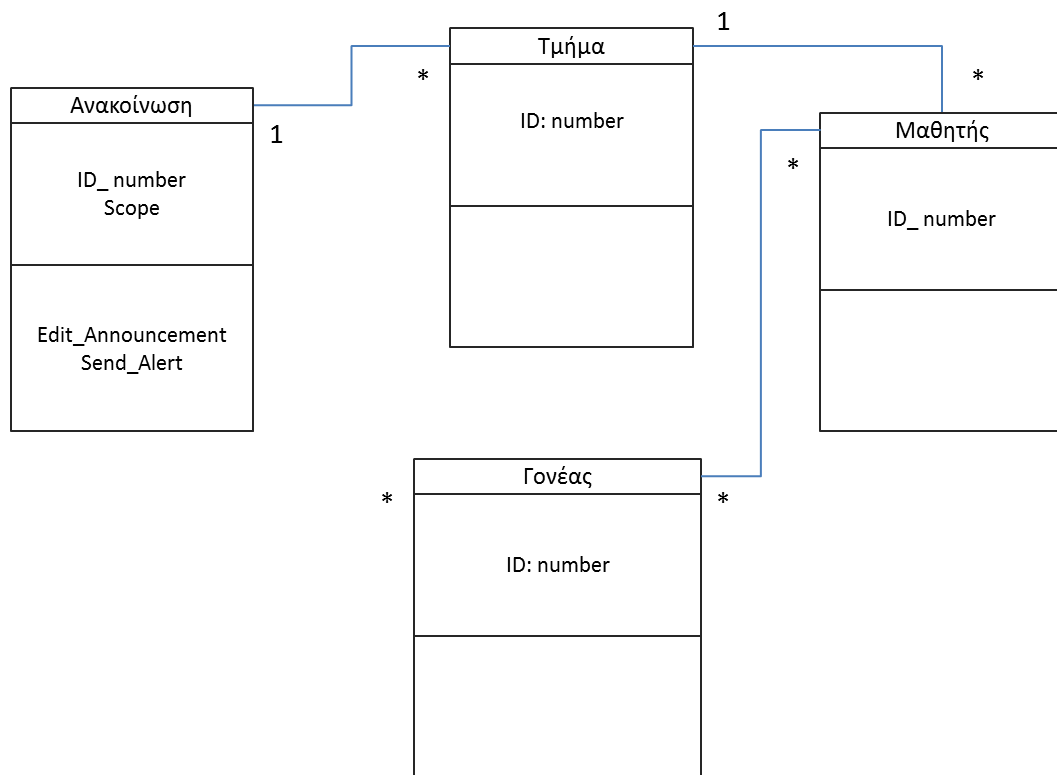 1
Τμήμα
*
*
Ανακοίνωση
ID: number
Μαθητής
1
*
ID_ number
Scope
ID_ number
Edit_Announcement
Send_Alert
Γονέας
*
*
ID: number